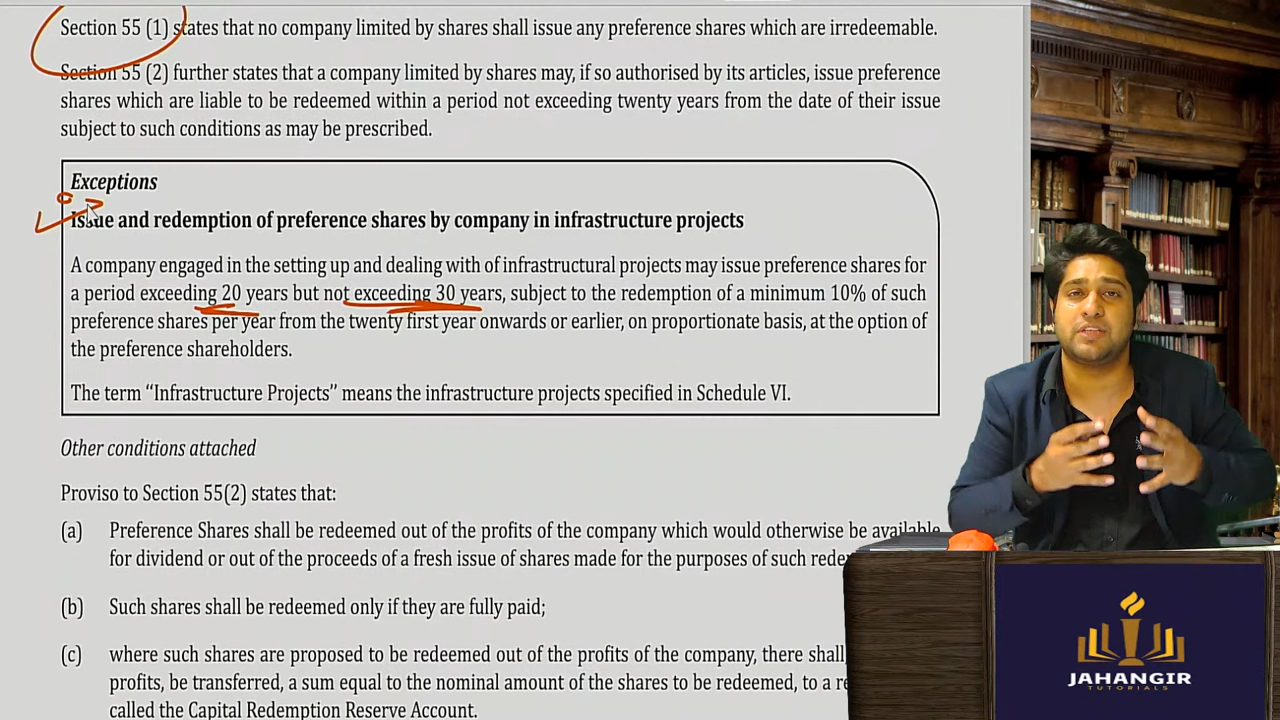 Section 55 (1) states that no company limited by shares shall issue any preference shares which are irredeemable.
Section 55 (2) further states that a company limited by shares may, if so authorised by its articles, issue preference
shares which are liable to be redeemed within a period not exceeding twenty years from the date of their issue
subject to such conditions as may be prescribed.
Exceptions
Issue and redemption of preference shares by company in infrastructure projects
A company engaged in the setting up and dealing with of infrastructural projects may issue preference shares for
a period exceeding 20 years but not exceeding 30 years, subject to the redemption of a minimum 10% of such
preference shares per year from the twenty first year onwards or earlier, on proportionate basis, at the option of
the preference shareholders.
The term “Infrastructure Projects” means the infrastructure projects specified in Schedule VI.
Other conditions attached
Proviso to Section 55(2) states that:
(a) Preference Shares shall be redeemed out of the profits of the company which would otherwise be available
for dividend or out of the proceeds of a fresh issue of shares made for the purposes of such
(b) Such shares shall be redeemed only if they are fully paid;
(c) where such shares are proposed to be redeemed out of the profits of the company, there shall,
profits, be transferred, a sum equal to the nominal amount of the shares to be redeemed, to a
called the Capital Redemption Reserve Account.
JAHANGIR
TUTORIALS